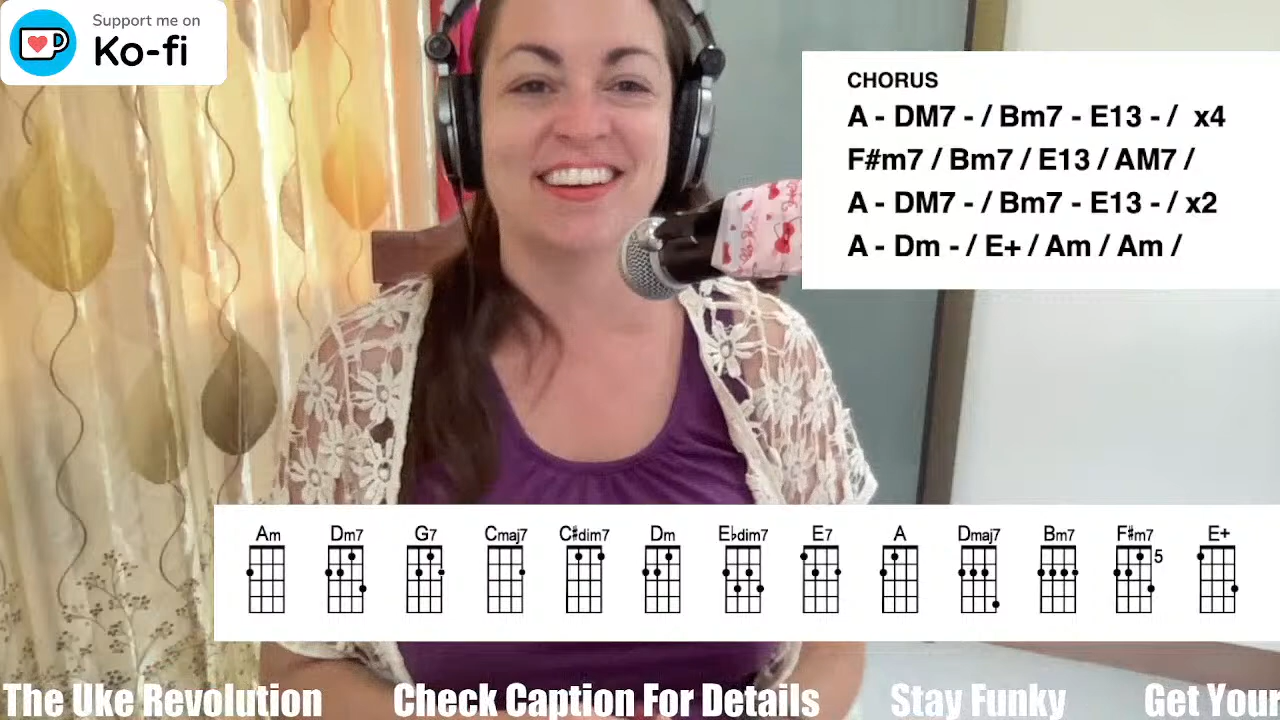 Support me on
Ko-fi
CHORUS
A - DM7 - / Bm7 - E13 - / x4
F#m7 / Bm7 / E13 / AM7 /
A - DM7 - / Bm7 - E13 - / x2
A - Dm - / E+ / Am / Am /
Am Dm7 G7 Cmaj7 C#dim7 Dm E♭dim7 E7 A Dmaj7 Bm7 F#m7 E+
5
The Uke Revolution Check Caption For Details Stay Funky Get Your